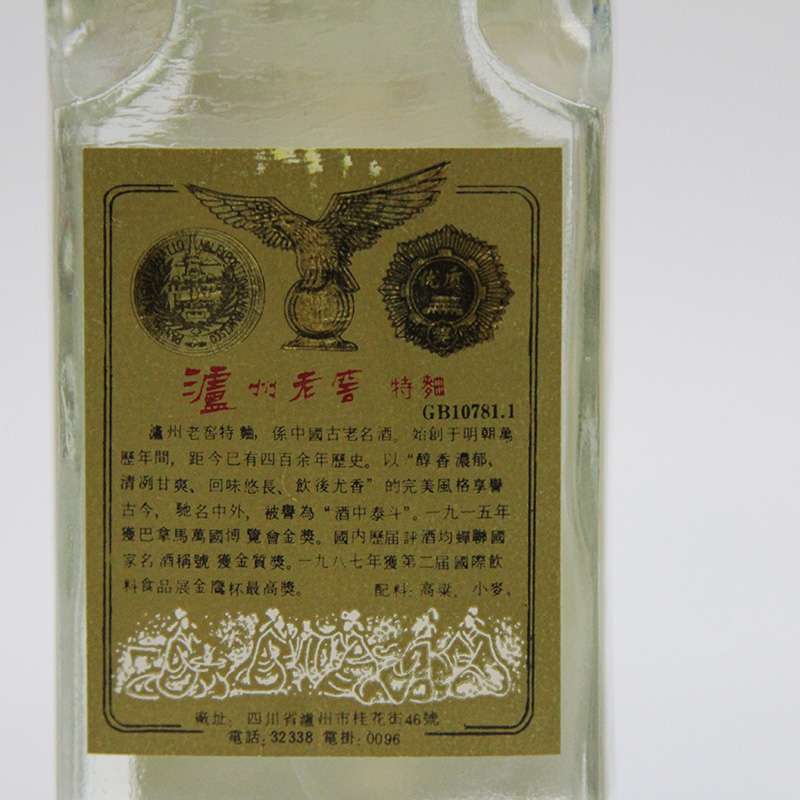 瀘州老窖 特麯
GB10781.1
瀘州老窖特麯，係中國古老名酒。始創于明朝萬
歷年間，距今已有四百余年歷史。以“醇香濃郁、
清冽甘爽、回味悠長、飲後尤香”的完美風格享譽
古今，馳名中外，被譽為“酒中泰斗”。一九一五年
獲巴拿馬萬國博覽會金獎。國内歷届評酒均蟬聯國
家名酒稱號獲金質獎。一九八七年獲第二届國際飲
料食品展金鷹杯最高獎。 配料：高粱、小麥。
廠址：四川省瀘州市桂花街46號
電話：32338 電掛：0096